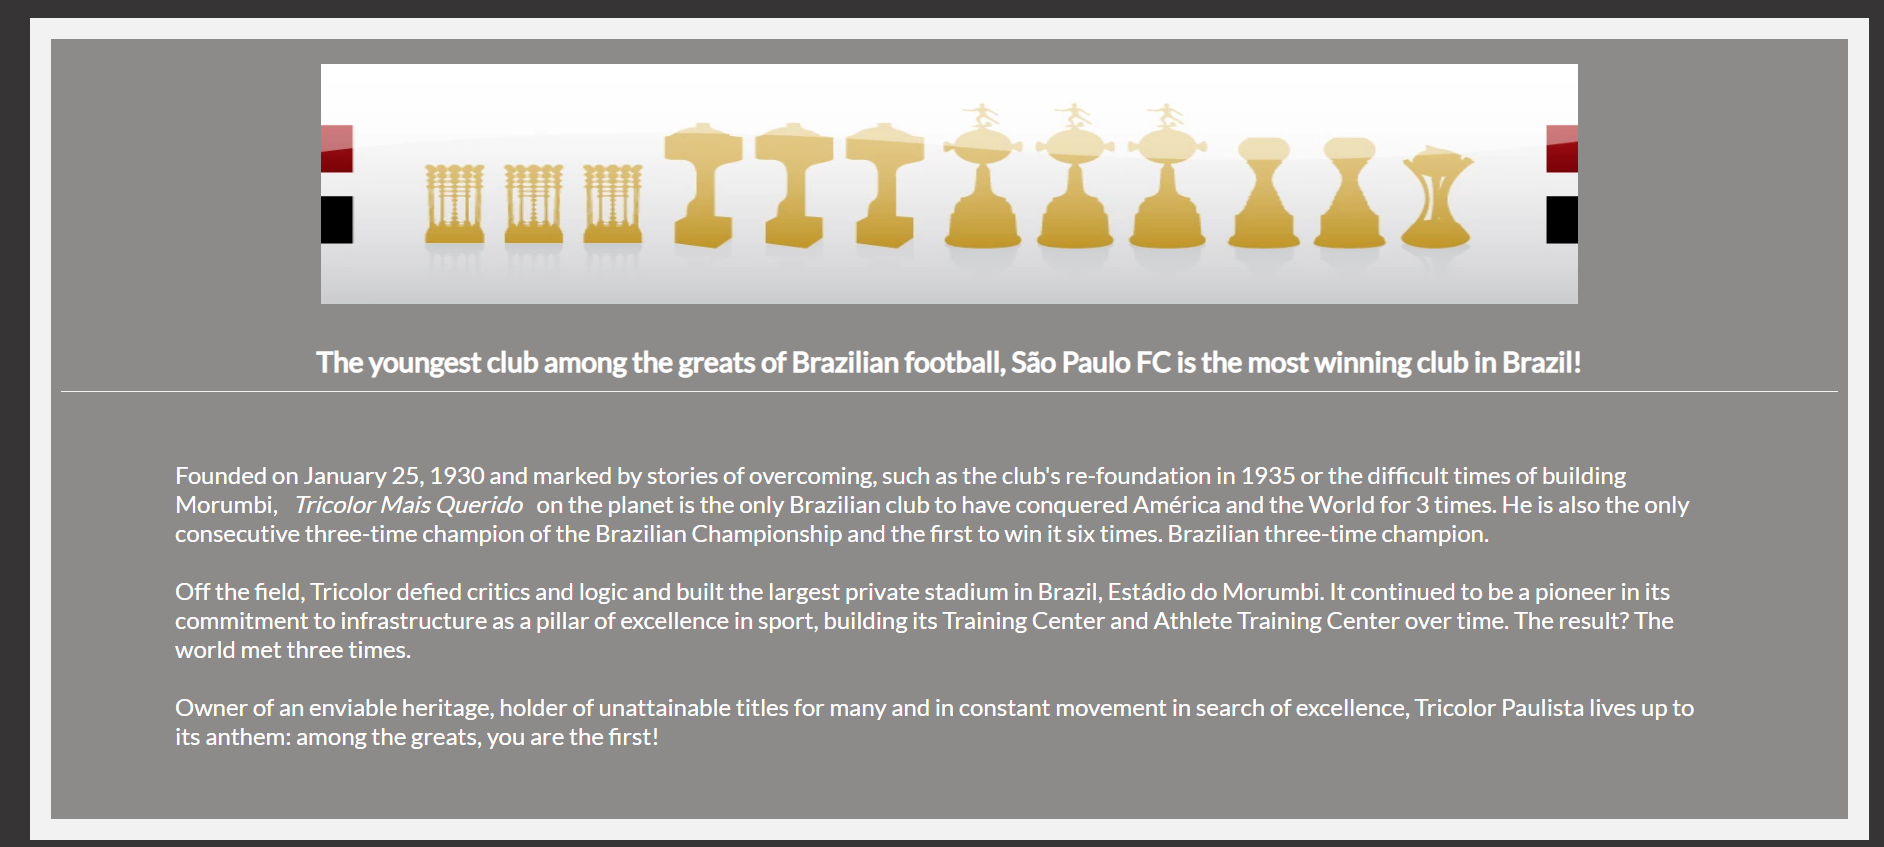 The youngest club among the greats of Brazilian football, São Paulo FC is the most winning club in Brazil!
Founded on January 25, 1930 and marked by stories of overcoming, such as the club's re-foundation in 1935 or the difficult times of building
Morumbi, Tricolor Mais Querido on the planet is the only Brazilian club to have conquered América and the World for 3 times. He is also the only
consecutive three-time champion of the Brazilian Championship and the first to win it six times. Brazilian three-time champion.
Off the field, Tricolor defied critics and logic and built the largest private stadium in Brazil, Estádio do Morumbi. It continued to be a pioneer in its
commitment to infrastructure as a pillar of excellence in sport, building its Training Center and Athlete Training Center over time. The result? The
world met three times.
Owner of an enviable heritage, holder of unattainable titles for many and in constant movement in search of excellence, Tricolor Paulista lives up to
its anthem: among the greats, you are the first!